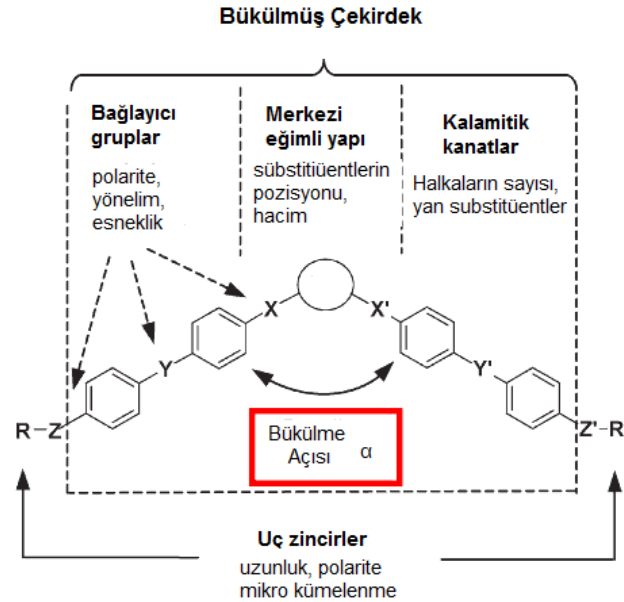 Bükülmüş Çekirdek
Bağlayıcı
gruplar
polarite,
yönelim,
esneklik
Merkezi
eğimli yapı
sübstitiüentlerin
pozisyonu,
hacim
Kalamitik
kanatlar
Halkaların sayısı,
yan substitüentler
X
X'
Y
Y'
R-Z
Z'-R
Bükülme
Açısı α
Uç zincirler
uzunluk, polarite
mikro kümelenme